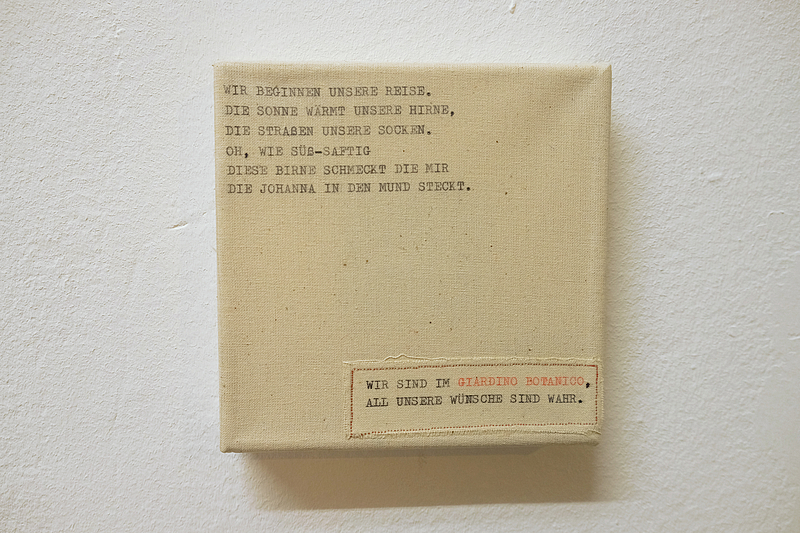 WIR BEGINNEN UNSERE REISE.
DIE SONNE WÄRMT UNSERE HIRNE,
DIE STRAßEN UNSERE SOCKEN.
OH, WIE SÜß-SAFTIG
DIESE BIRNE SCHMECKT DIE MIR
DIE JOHANNA IN DEN MUND STECKT.
WIR SIND IM GIARDINO BOTANICO,
ALL UNSERE WÜNSCHE SIND WAHR.